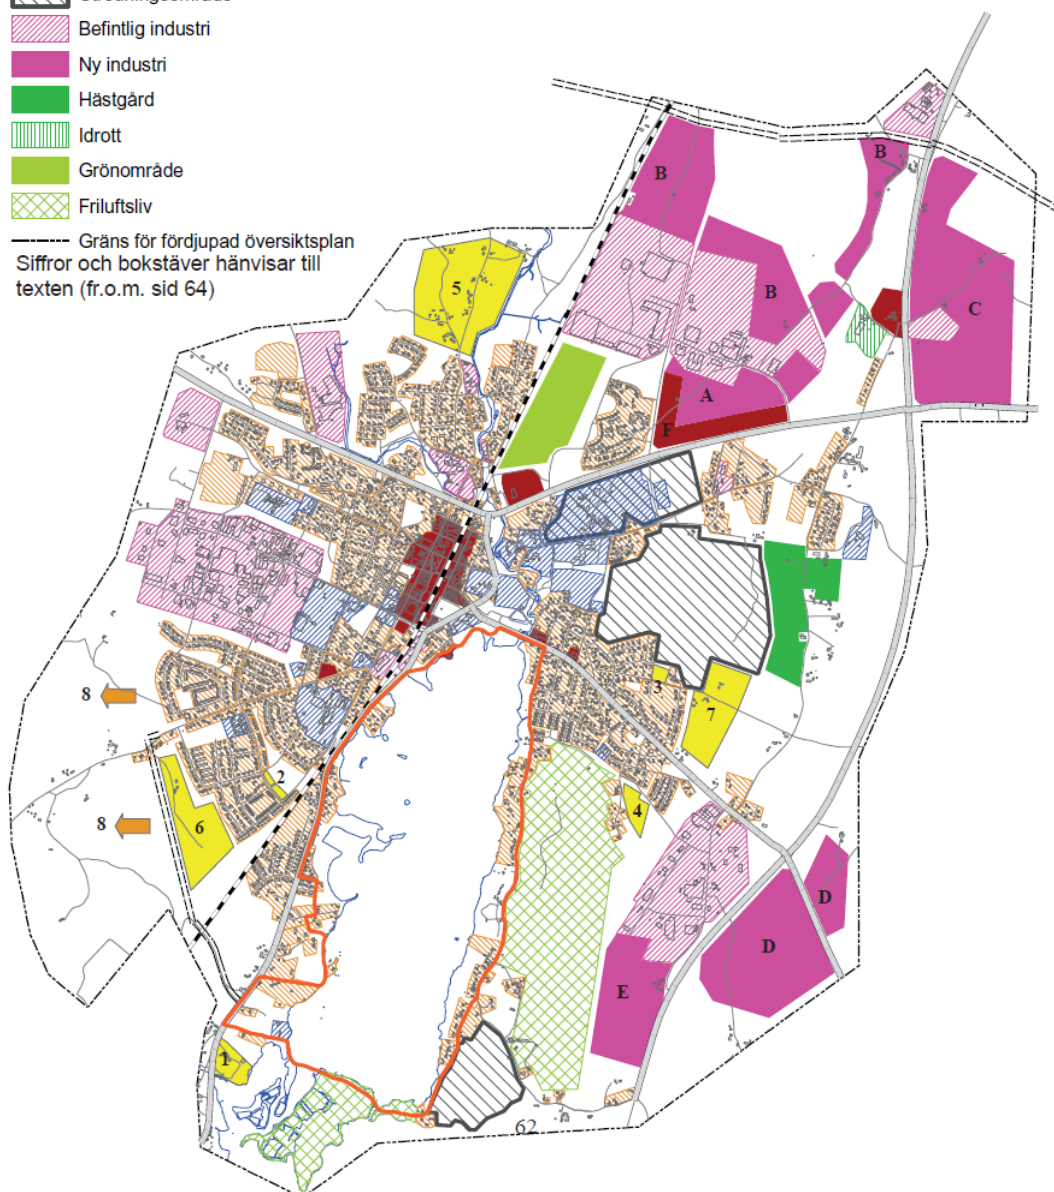 Befintlig industri
Ny industri
Hästgård
Idrott
Grönområde
Friluftsliv
Gräns för fördjupad översiktsplan
Siffror och bokstäver hänvisar till
texten (fr.o.m. sid 64)
B
B
5
B
C
A
F
3
8
7
2
4
8
6
D
D
E
1
62